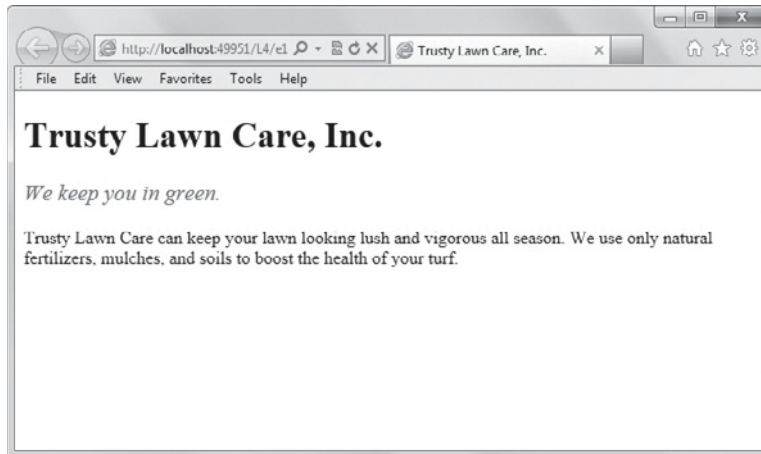 http://localhost:49951/L4/e1
Trusty Lawn Care, Inc.
File Edit View Favorites Tools Help
Trusty Lawn Care, Inc.
We keep you in green.
Trusty Lawn Care can keep your lawn looking lush and vigorous all season. We use only natural
fertilizers, mulches, and soils to boost the health of your turf.